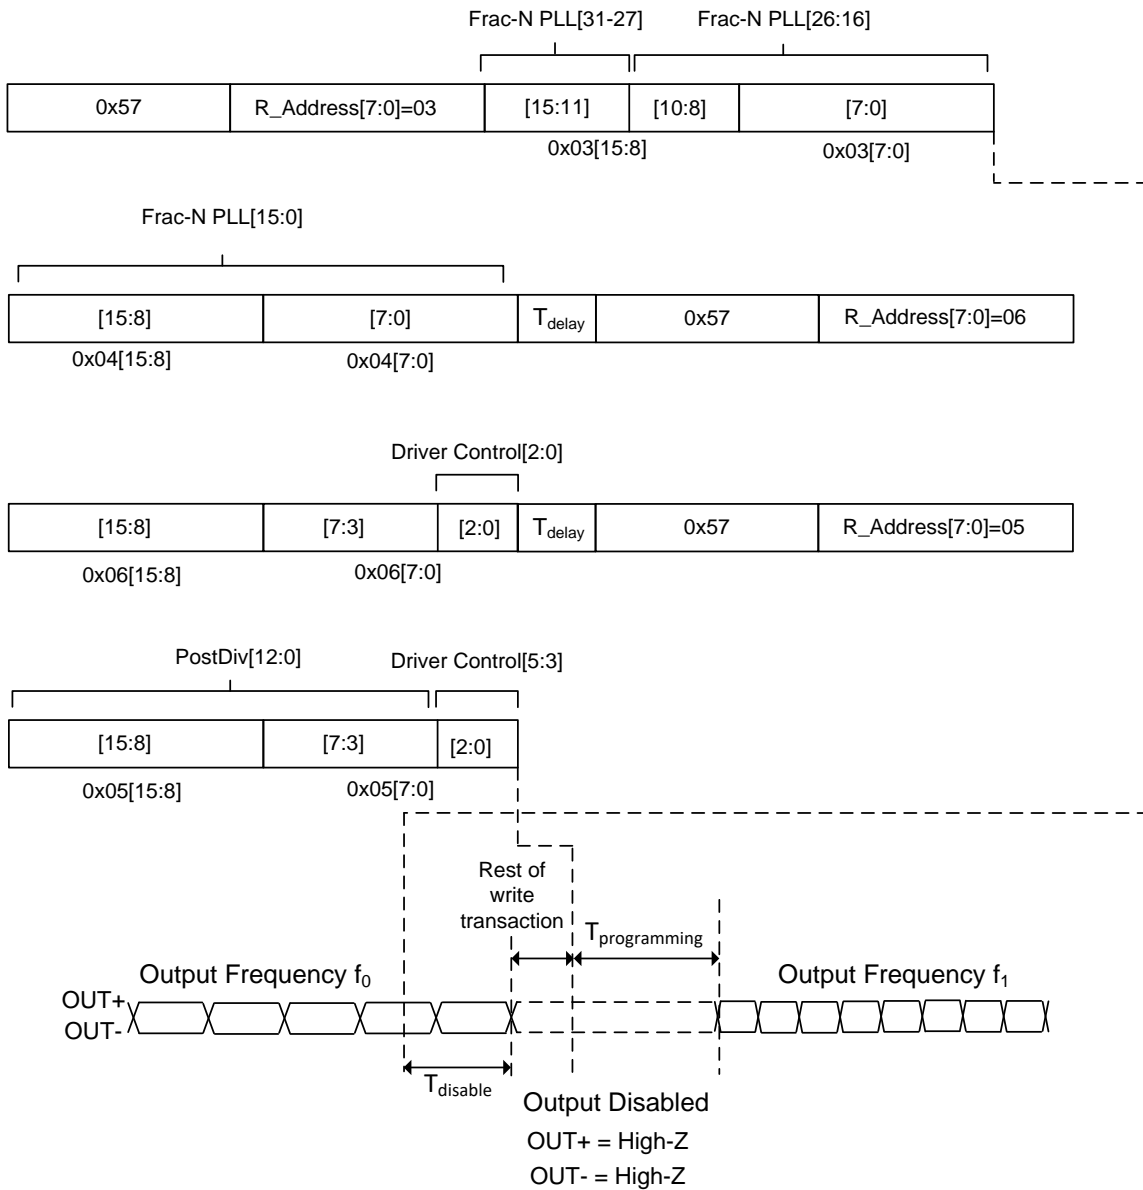 Frac-N PLL[31-27] Frac-N PLL[26:16]
0x57 R_Address[7:0]=03 [15:11] [10:8] [7:0]
0x03[15:8] 0x03[7:0]
Frac-N PLL[15:0]
[15:8] [7:0] Tdelay 0x57 R_Address[7:0]=06
0x04[15:8] 0x04[7:0]
Driver Control[2:0]
[15:8] [7:3] [2:0] Tdelay 0x57 R_Address[7:0]=05
0x06[15:8] 0x06[7:0]
PostDiv[12:0] Driver Control[5:3]
[15:8] [7:3] [2:0]
0x05[15:8] 0x05[7:0]
Rest of
write
transaction
Tprogramming
Output Frequency f0 Output Frequency f1
OUT+
OUT-
Tdisable
Output Disabled
OUT+ = High-Z
OUT- = High-Z